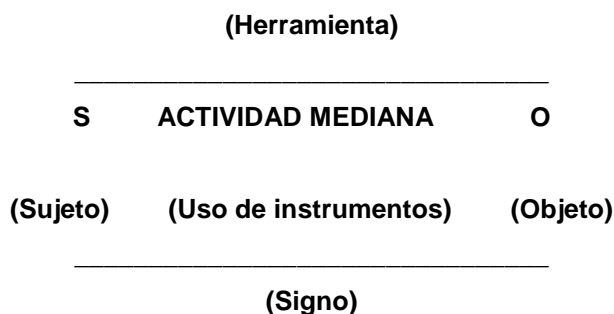 (Herramienta)
S ACTIVIDAD MEDIANA O
(Sujeto) (Uso de instrumentos) (Objeto)
(Signo)